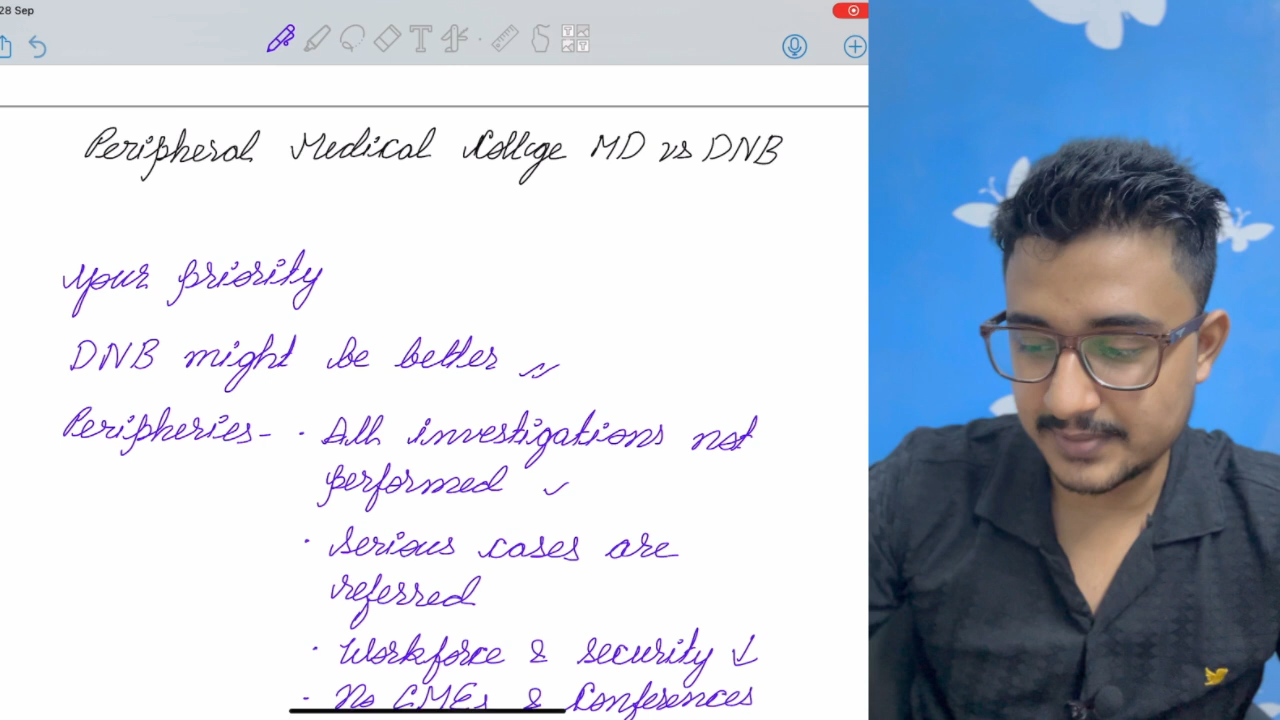 28 Sep
Peripheral Medical College MD vs DNB
your priority
DNB might be better
Peripheries - · All investigations not
performed
· serious cases are
referred
· Workforce & security ↓
- No CMEs & Conferences